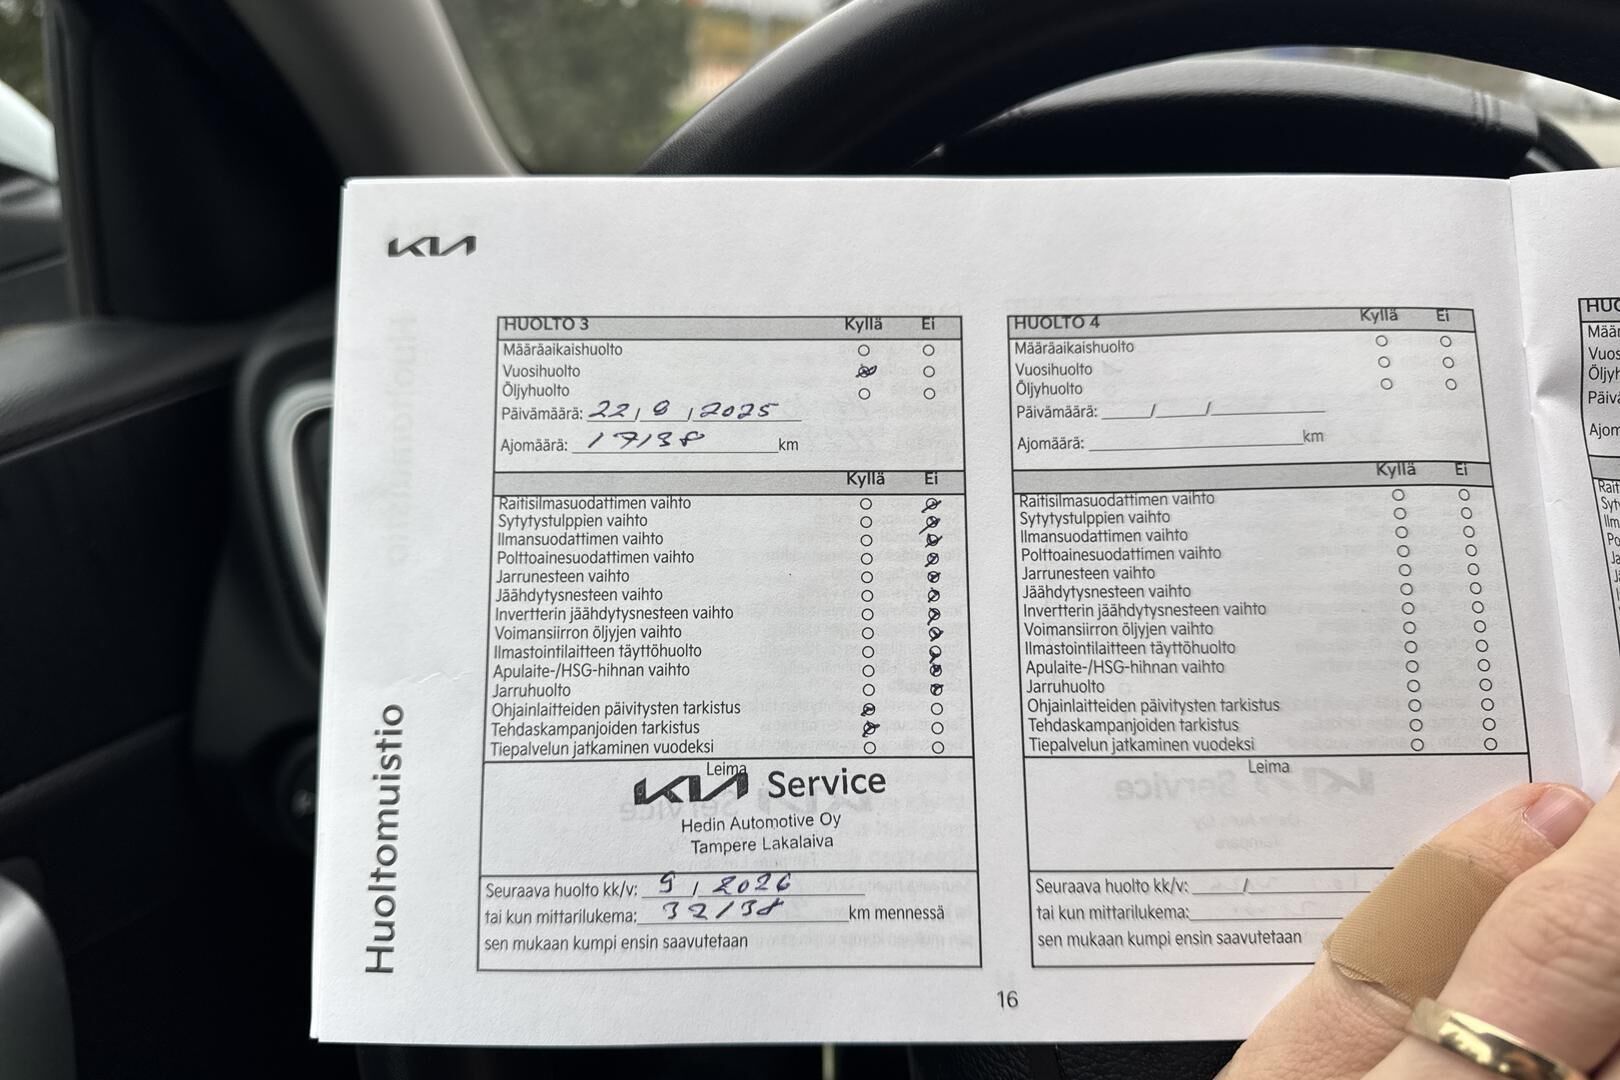 KIA
Huoltomuistio
HUOLTO 3 Kyllä Ei
Määräaikaishuolto
Vuosihuolto
Öljyhuolto
Päivämäärä: 22/8/2025
Ajomäärä: 17138 km
Kyllä Ei
Raitisilmasuodattimen vaihto
Sytytystulppien vaihto
Ilmansuodattimen vaihto
Polttoainesuodattimen vaihto
Jarrunesteen vaihto
Jäähdytysnesteen vaihto
Invertterin jäähdytysnesteen vaihto
Voimansiirron öljyjen vaihto
Ilmastointilaitteen täyttöhuolto
Apulaite-/HSG-hihnan vaihto
Jarruhuolto
Ohjainlaitteiden päivitysten tarkistus
Tehdaskampanjoiden tarkistus
Tiepalvelun jatkaminen vuodeksi
Leima
KIA Service
Hedin Automotive Oy
Tampere Lakalaiva
Seuraava huolto kk/v: 9 / 2026
tai kun mittarilukema: 32138 km mennessä
sen mukaan kumpi ensin saavutetaan
HUOLTO 4 Kyllä Ei
Määräaikaishuolto
Vuosihuolto
Öljyhuolto
Päivämäärä: / /
Ajomäärä: km
Kyllä Ei
Raitisilmasuodattimen vaihto
Sytytystulppien vaihto
Ilmansuodattimen vaihto
Polttoainesuodattimen vaihto
Jarrunesteen vaihto
Jäähdytysnesteen vaihto
Invertterin jäähdytysnesteen vaihto
Voimansiirron öljyjen vaihto
Ilmastointilaitteen täyttöhuolto
Apulaite-/HSG-hihnan vaihto
Jarruhuolto
Ohjainlaitteiden päivitysten tarkistus
Tehdaskampanjoiden tarkistus
Tiepalvelun jatkaminen vuodeksi
Leima
Seuraava huolto kk/v: /
tai kun mittarilukema:
sen mukaan kumpi ensin saavutetaan
16